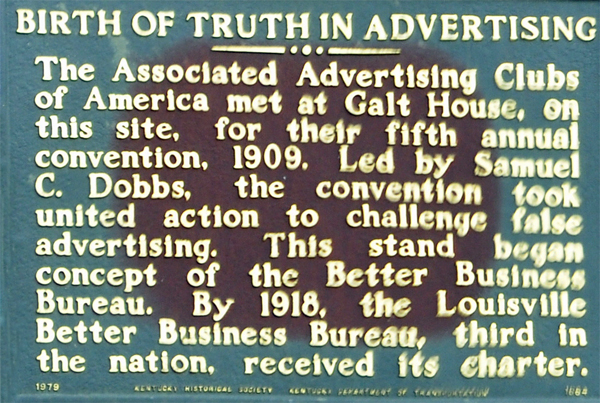 BIRTH OF TRUTH IN ADVERTISING
The Associated Advertising Clubs
of America met at Galt House, on
this site, for their fifth annual
convention, 1909. Led by Samuel
C. Dobbs, the convention took
united action to challenge false
advertising. This stand began
concept of the Better Business
Bureau. By 1918, the Louisville
Better Business Bureau, third in
the nation, received its charter.
1979 KENTUCKY HISTORICAL SOCIETY KENTUCKY DEPARTMENT OF TRANSPORTATION 1664